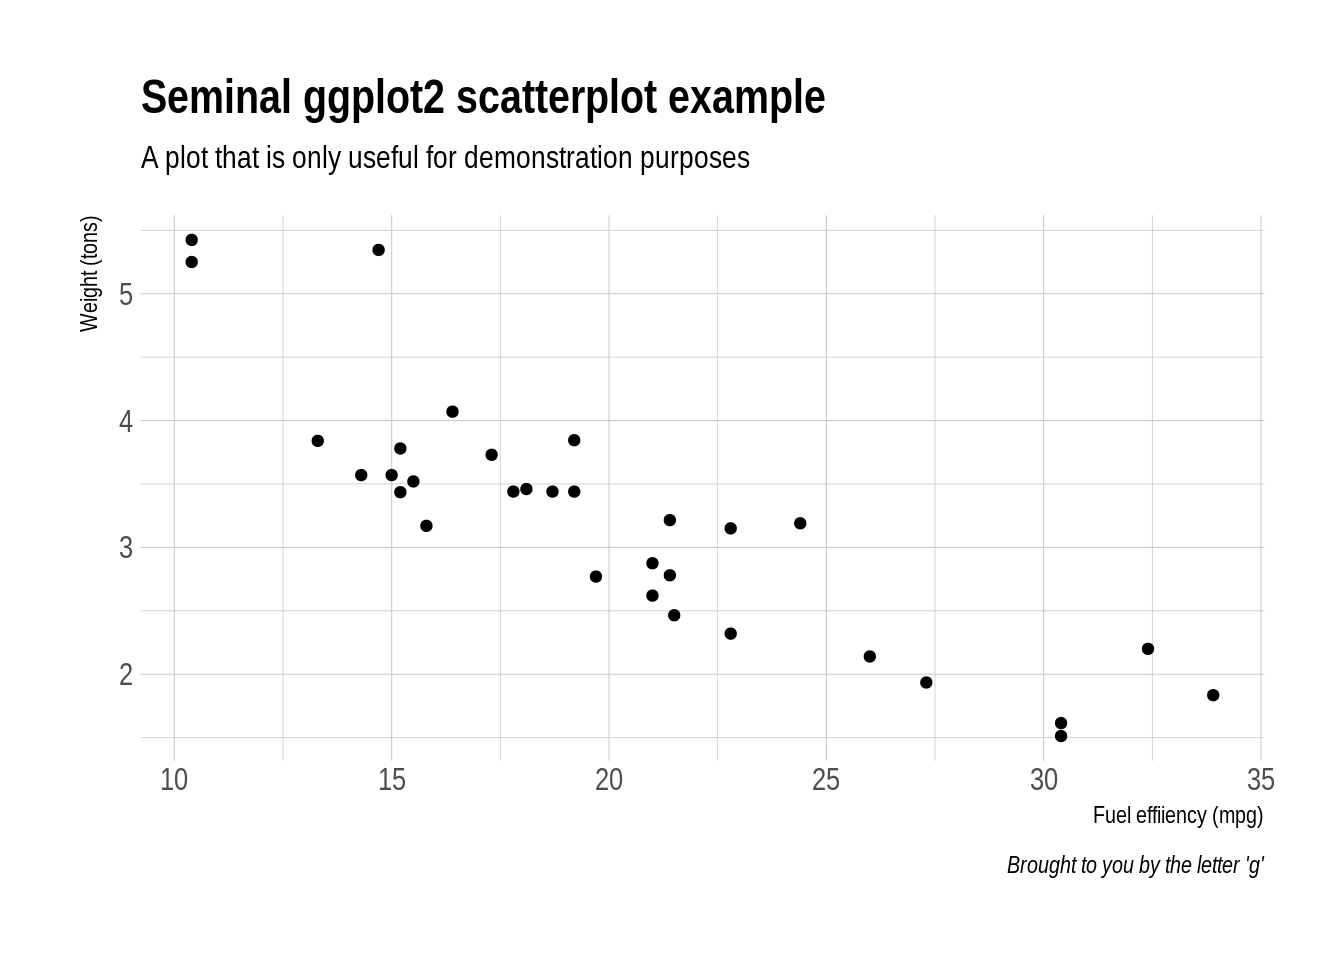 Seminal ggplot2 scatterplot example
A plot that is only useful for demonstration purposes
Weight (tons)
5
4
3
2
10 15 20 25 30 35
Fuel effiiency (mpg)
Brought to you by the letter 'g'